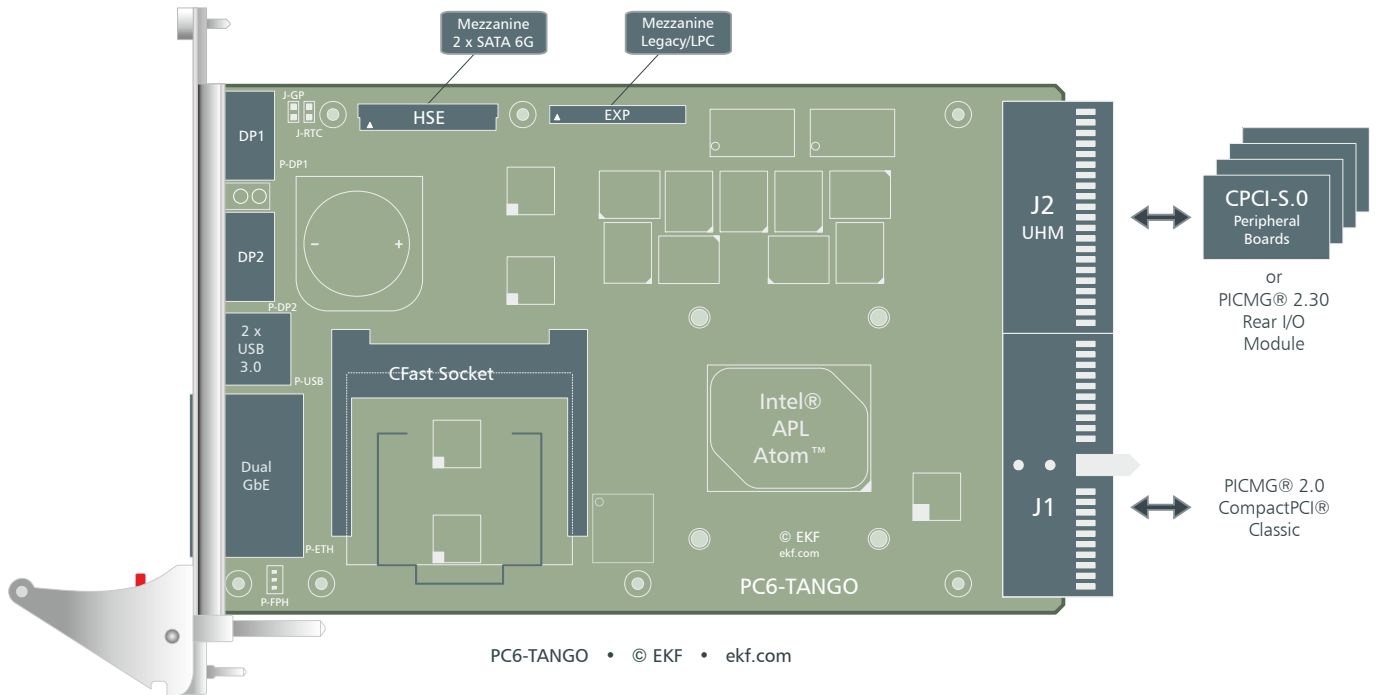 Mezzanine
2 x SATA 6G
Mezzanine
Legacy/LPC
J-GP
J-RTC
HSE
EXP
DP1
P-DP1
DP2
P-DP2
2 x
USB
3.0
P-USB
CFast Socket
Dual
GbE
P-ETH
P-FPH
Intel®
APL
Atom™
© EKF
ekf.com
PC6-TANGO
J2
UHM
J1
CPCI-S.0
Peripheral
Boards
or
PICMG® 2.30
Rear I/O
Module
PICMG® 2.0
CompactPCI®
Classic
PC6-TANGO • © EKF • ekf.com